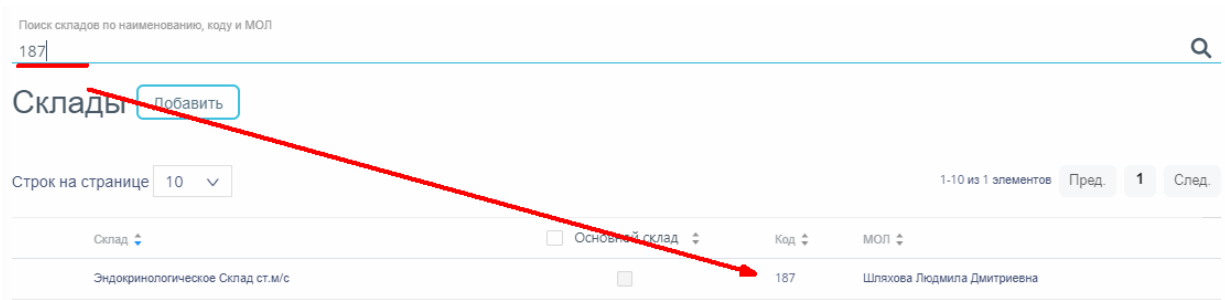 Поиск складов по наименованию, коду и МОЛ
187
Склады Добавить
Строк на странице 10 1-10 из 1 элементов Пред. 1 След.
Склад Основной склад Код МОЛ
Эндокринологическое Склад ст.м/с 187 Шляхова Людмила Дмитриевна